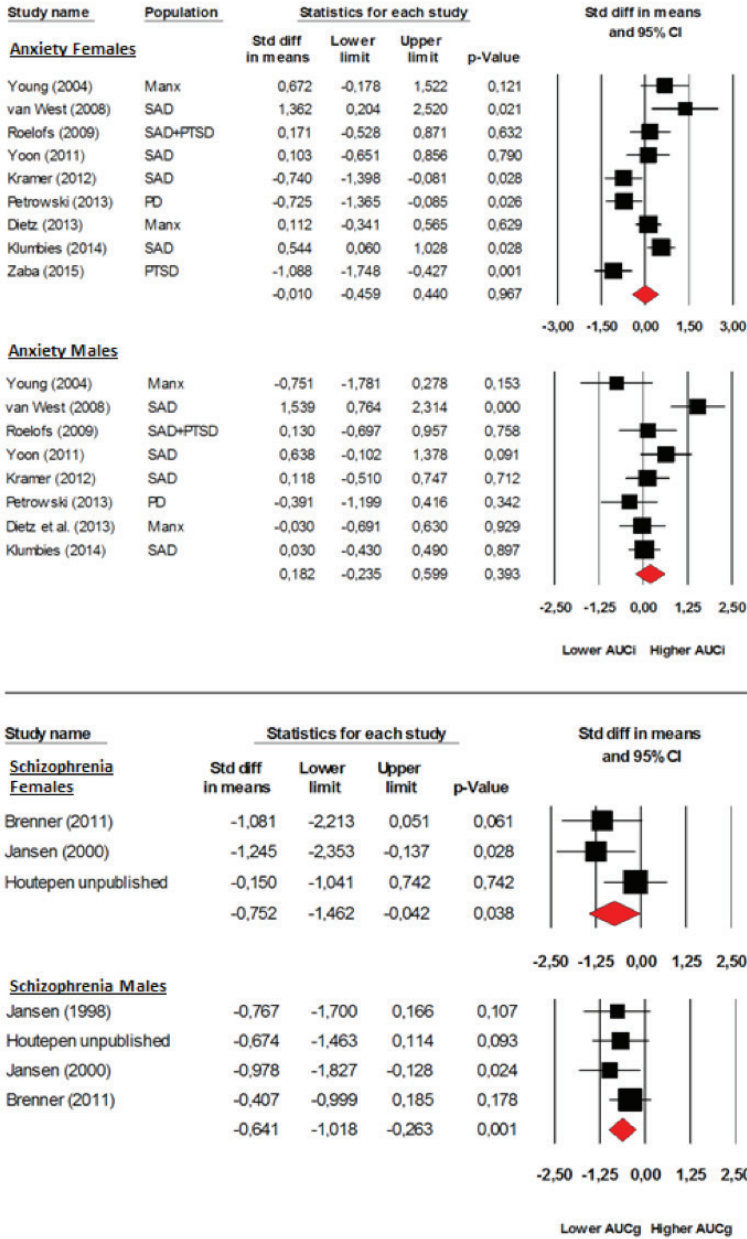 Study name Population Statistics for each study Std diff in means and 95% CI
Anxiety Females Std diff in means Lower limit Upper limit p-Value
Young (2004) Manx 0,672 -0,178 1,522 0,121
van West (2008) SAD 1,362 0,204 2,520 0,021
Roelofs (2009) SAD+PTSD 0,171 -0,528 0,871 0,632
Yoon (2011) SAD 0,103 -0,651 0,856 0,790
Kramer (2012) SAD -0,740 -1,398 -0,081 0,028
Petrowski (2013) PD -0,725 -1,365 -0,085 0,026
Dietz (2013) Manx 0,112 -0,341 0,565 0,629
Klumbies (2014) SAD 0,544 0,060 1,028 0,028
Zaba (2015) PTSD -1,088 -1,748 -0,427 0,001
-0,010 -0,459 0,440 0,967
-3,00 -1,50 0,00 1,50 3,00
Anxiety Males
Young (2004) Manx -0,751 -1,781 0,278 0,153
van West (2008) SAD 1,539 0,764 2,314 0,000
Roelofs (2009) SAD+PTSD 0,130 -0,697 0,957 0,758
Yoon (2011) SAD 0,638 -0,102 1,378 0,091
Kramer (2012) SAD 0,118 -0,510 0,747 0,712
Petrowski (2013) PD -0,391 -1,199 0,416 0,342
Dietz et al. (2013) Manx -0,030 -0,691 0,630 0,929
Klumbies (2014) SAD 0,030 -0,430 0,490 0,897
0,182 -0,235 0,599 0,393
-2,50 -1,25 0,00 1,25 2,50
Lower AUCi Higher AUCi
Study name Statistics for each study Std diff in means and 95% CI
Schizophrenia Females Std diff in means Lower limit Upper limit p-Value
Brenner (2011) -1,081 -2,213 0,051 0,061
Jansen (2000) -1,245 -2,353 -0,137 0,028
Houtepen unpublished -0,150 -1,041 0,742 0,742
-0,752 -1,462 -0,042 0,038
-2,50 -1,25 0,00 1,25 2,50
Schizophrenia Males
Jansen (1998) -0,767 -1,700 0,166 0,107
Houtepen unpublished -0,674 -1,463 0,114 0,093
Jansen (2000) -0,978 -1,827 -0,128 0,024
Brenner (2011) -0,407 -0,999 0,185 0,178
-0,641 -1,018 -0,263 0,001
-2,50 -1,25 0,00 1,25 2,50
Lower AUCg Higher AUCg